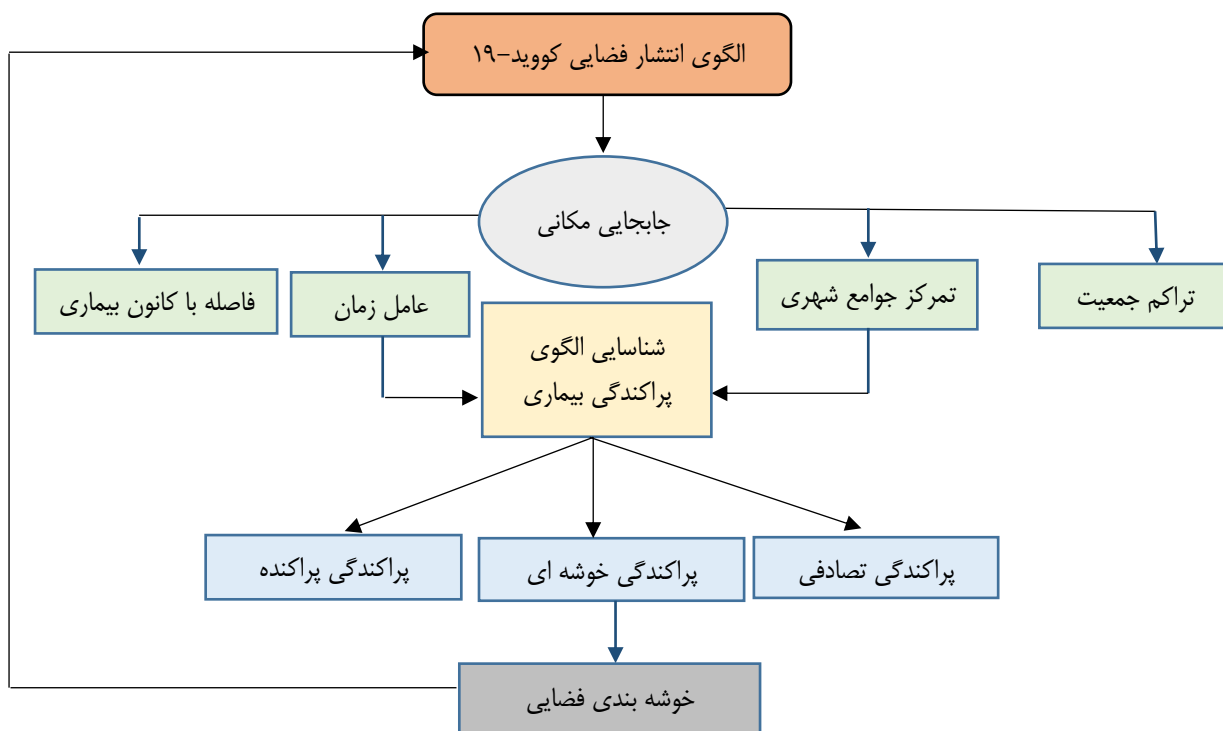 الگوی انتشار فضایی کووید-۱۹
جابجایی مکانی
تراکم جمعیت
تمرکز جوامع شهری
عامل زمان
فاصله با کانون بیماری
شناسایی الگوی
پراکندگی بیماری
پراکندگی تصادفی
پراکندگی خوشه ای
پراکندگی پراکنده
خوشه بندی فضایی